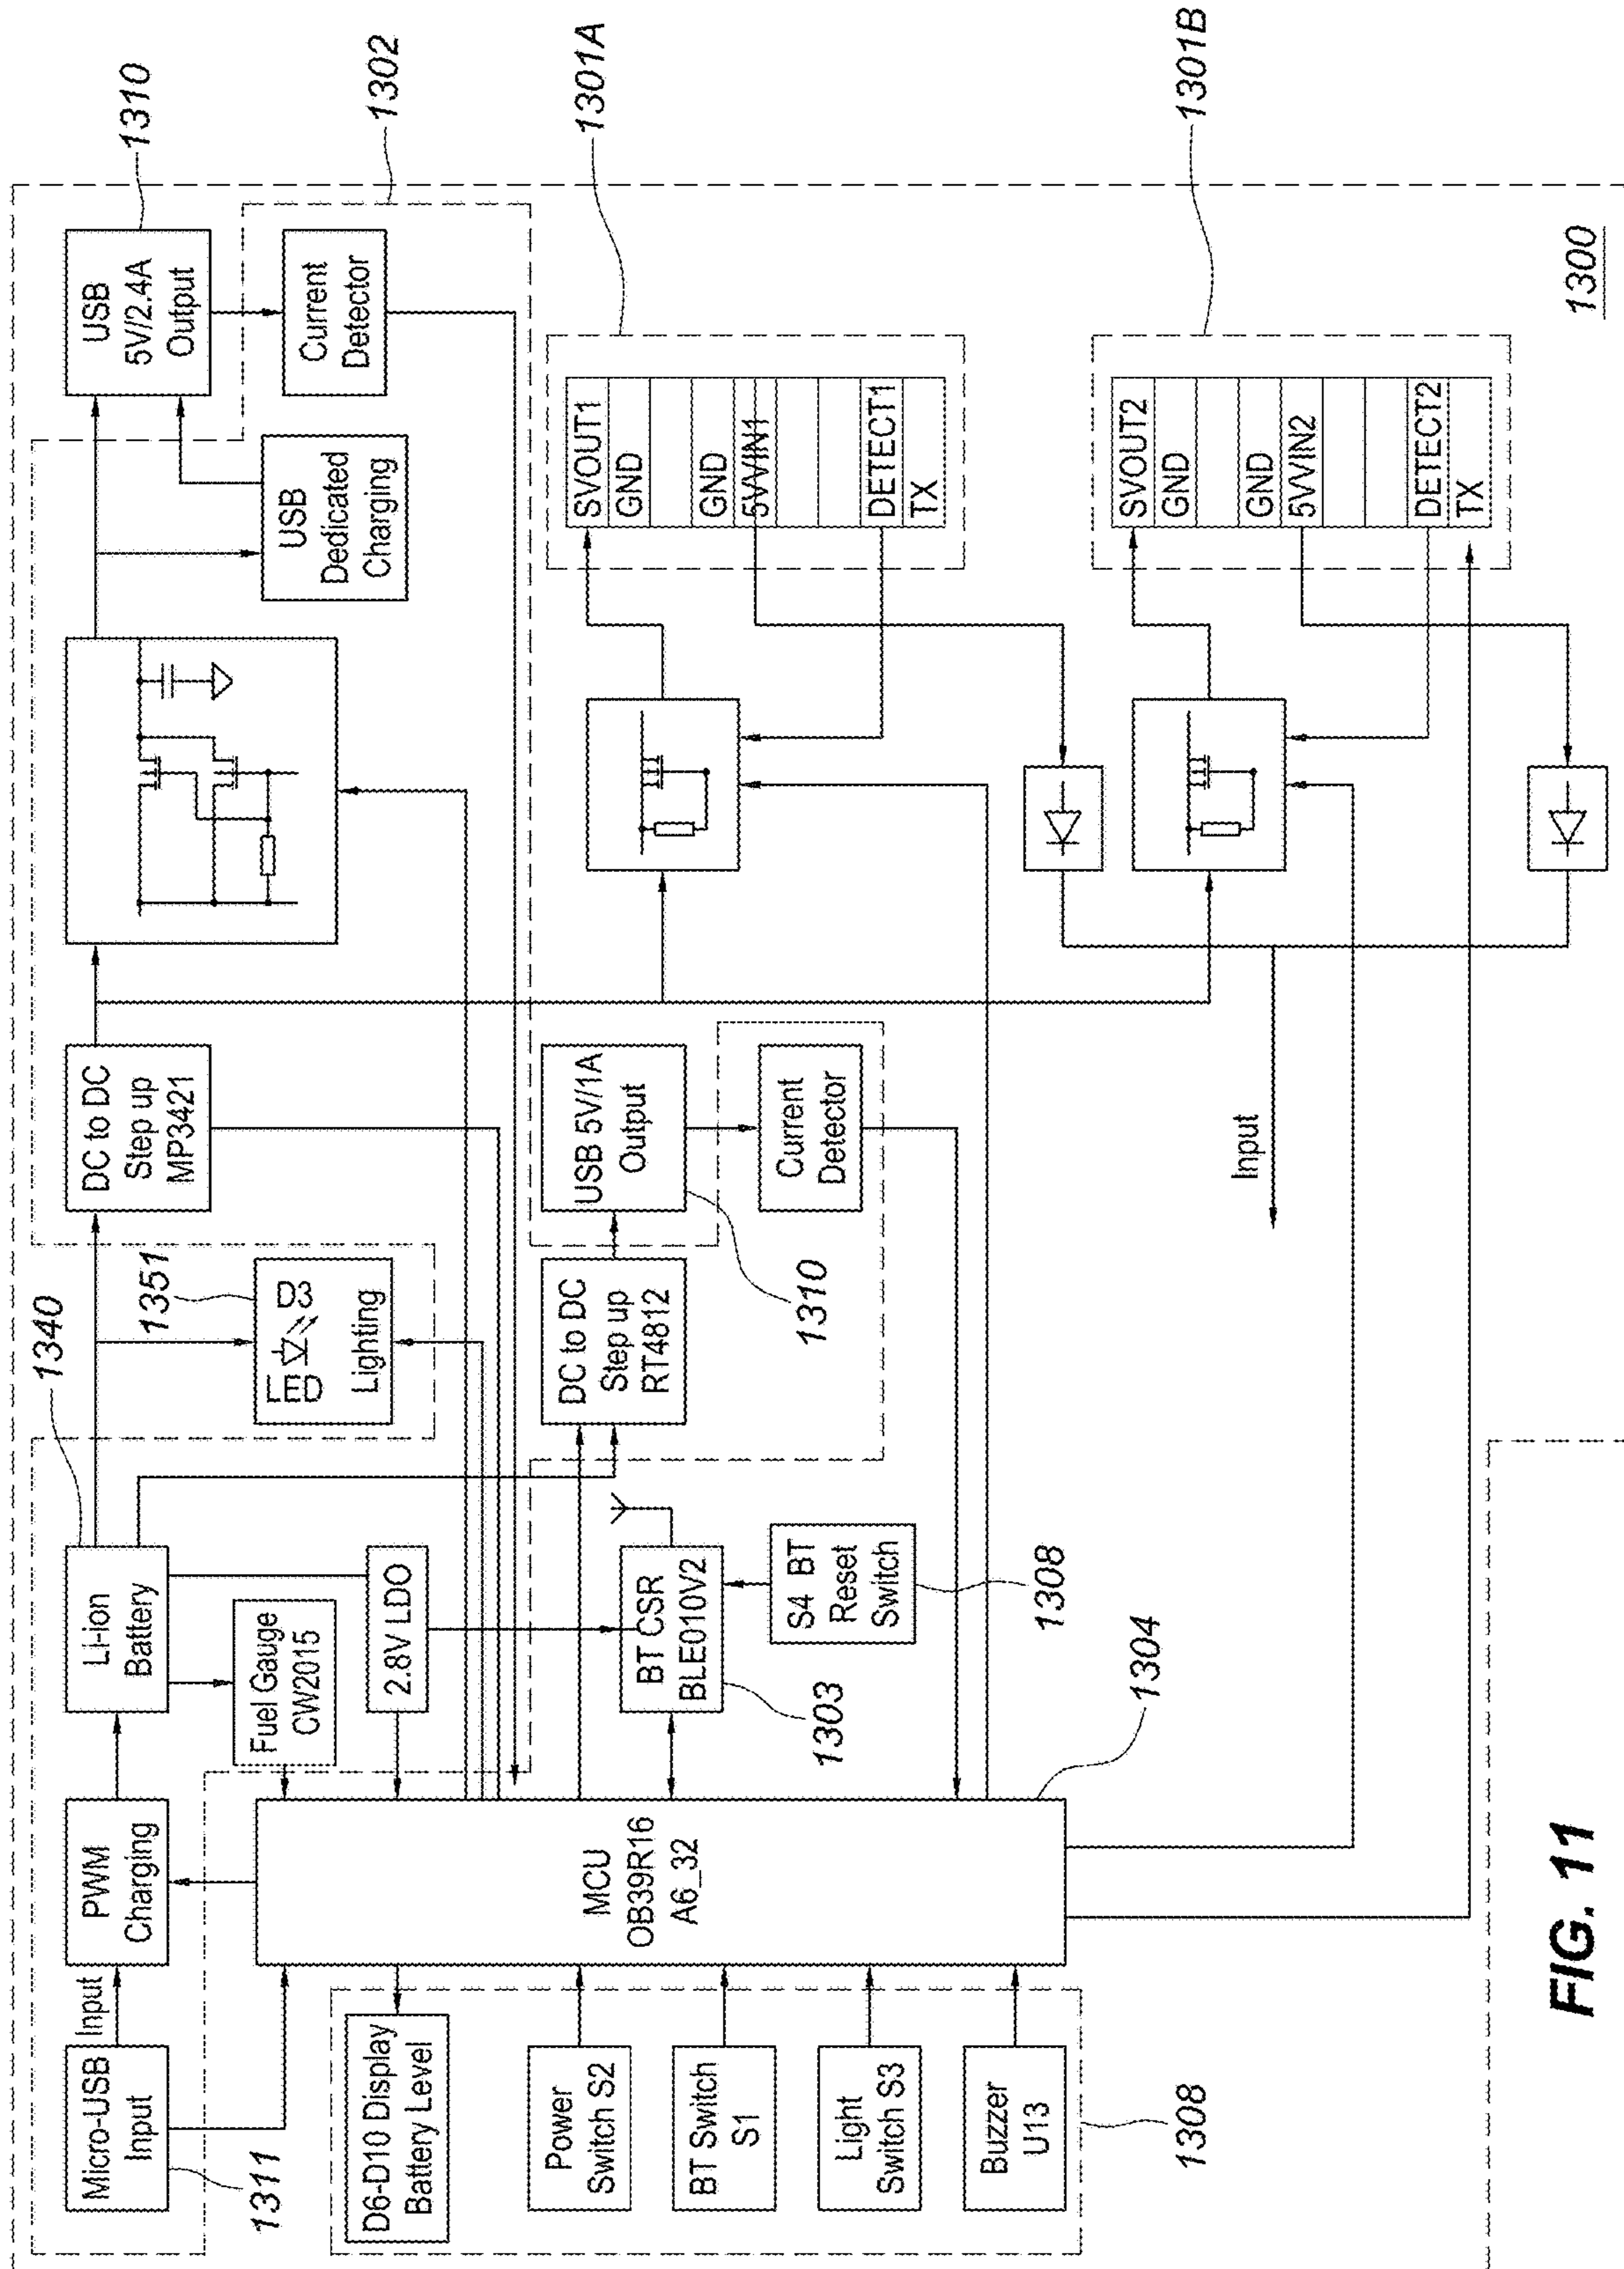 Micro-USB
Input
1311
Input
PWM
Charging
Li-ion
Battery
1340
DC to DC
Step up
MP3421
USB
5V/2.4A
Output
1310
Fuel Gauge
CW2015
LED
D3
Lighting
1351
USB
Dedicated
Charging
Current
Detector
1302
D6-D10 Display
Battery Level
2.8V LDO
MCU
OB39R16
A6_32
1304
Power
Switch S2
BT Switch
S1
Light
Switch S3
Buzzer
U13
1308
BT CSR
BLE010V2
1303
S4 BT
Reset
Switch
1308
DC to DC
Step up
RT4812
USB 5V/1A
Output
1310
Current
Detector
SVOUT1
GND
GND
5VVIN1
DETECT1
TX
1301A
SVOUT2
GND
GND
5VVIN2
DETECT2
TX
1301B
Input
1300
FIG. 11